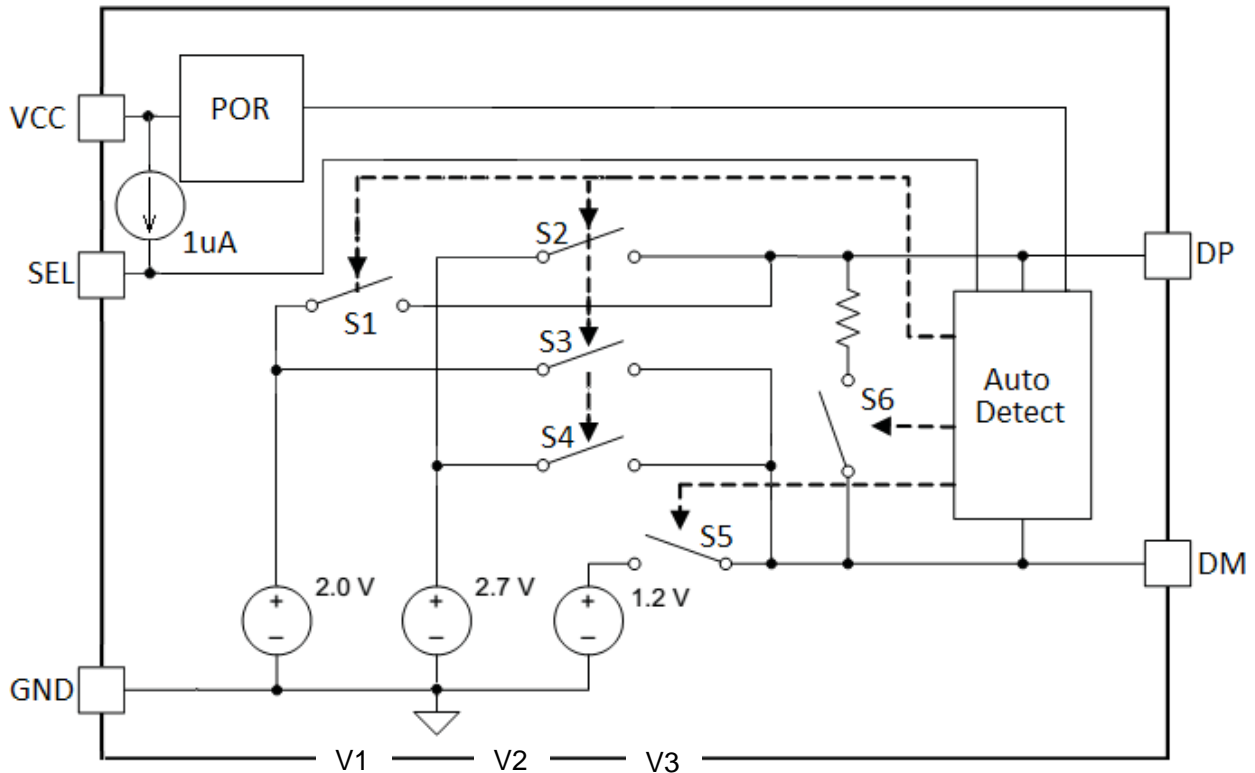 VCC
POR
1uA
SEL
S2
DP
S1
S3
Auto
Detect
S6
S4
S5
DM
2.0 V
2.7 V
1.2 V
+
+
+
−
−
−
GND
V1
V2
V3